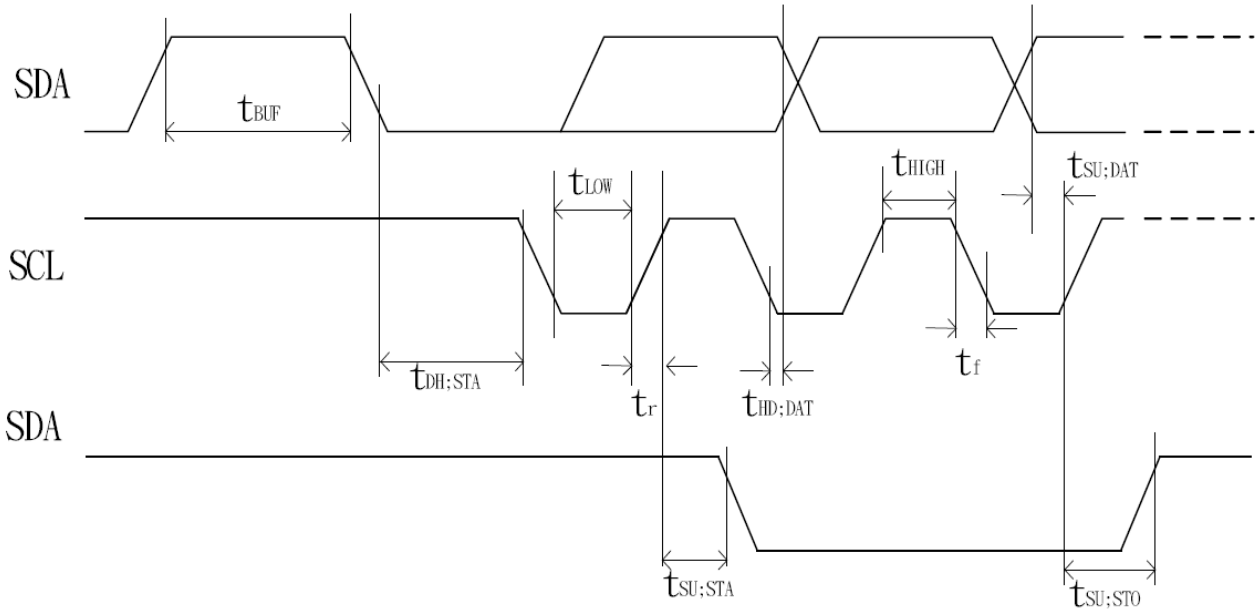 SDA
tBUF
tLOW
tHIGH
tSU;DAT
SCL
tDH;STA
tr
tHD;DAT
tf
SDA
tSU;STA
tSU;STO